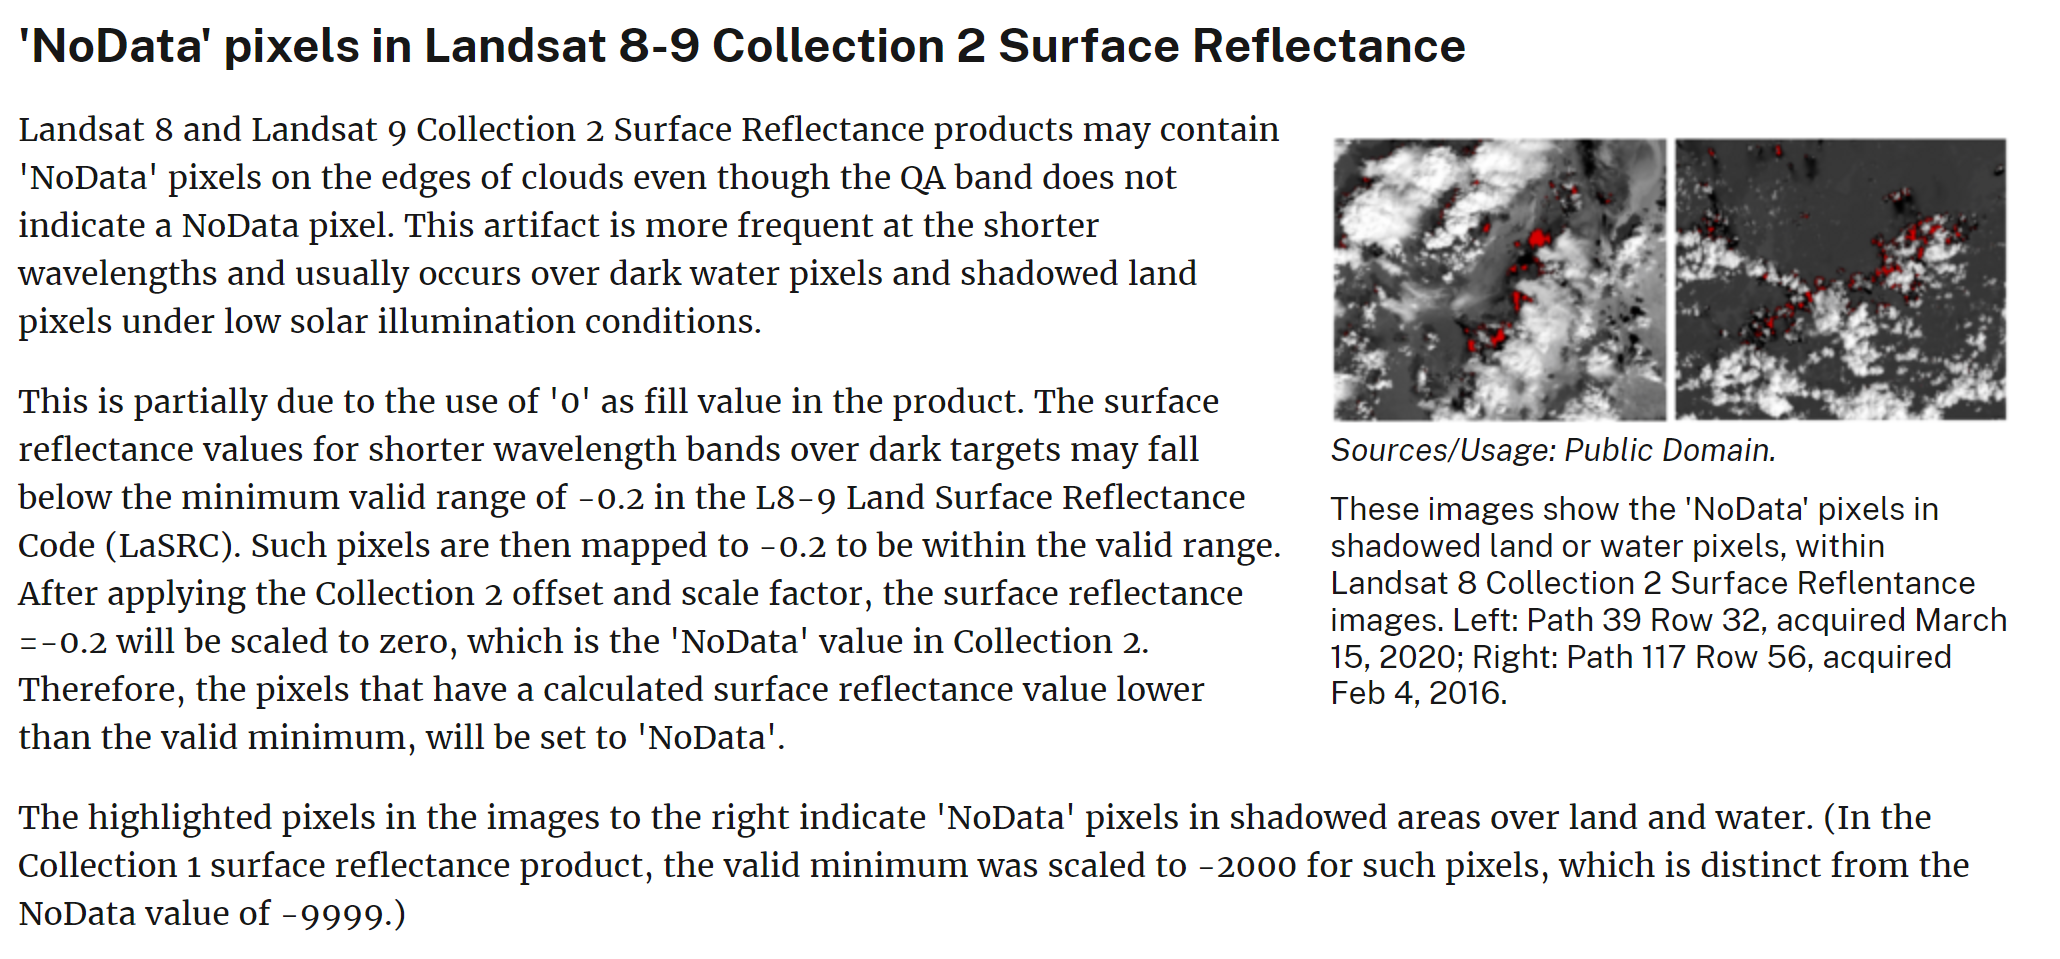 'NoData' pixels in Landsat 8-9 Collection 2 Surface Reflectance
Landsat 8 and Landsat 9 Collection 2 Surface Reflectance products may contain
'NoData' pixels on the edges of clouds even though the QA band does not
indicate a NoData pixel. This artifact is more frequent at the shorter
wavelengths and usually occurs over dark water pixels and shadowed land
pixels under low solar illumination conditions.
This is partially due to the use of '0' as fill value in the product. The surface
reflectance values for shorter wavelength bands over dark targets may fall
below the minimum valid range of -0.2 in the L8-9 Land Surface Reflectance
Code (LaSRC). Such pixels are then mapped to -0.2 to be within the valid range.
After applying the Collection 2 offset and scale factor, the surface reflectance
=-0.2 will be scaled to zero, which is the 'NoData' value in Collection 2.
Therefore, the pixels that have a calculated surface reflectance value lower
than the valid minimum, will be set to 'NoData'.
Sources/Usage: Public Domain.
These images show the 'NoData' pixels in
shadowed land or water pixels, within
Landsat 8 Collection 2 Surface Reflentance
images. Left: Path 39 Row 32, acquired March
15, 2020; Right: Path 117 Row 56, acquired
Feb 4, 2016.
The highlighted pixels in the images to the right indicate 'NoData' pixels in shadowed areas over land and water. (In the
Collection 1 surface reflectance product, the valid minimum was scaled to -2000 for such pixels, which is distinct from the
NoData value of -9999.)